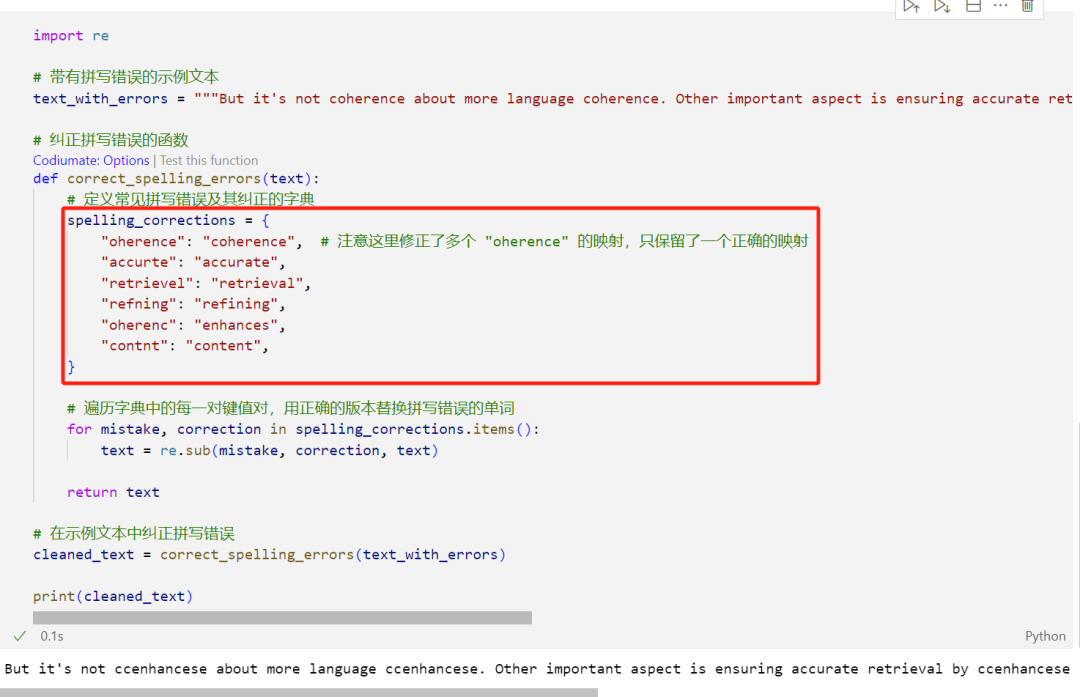 import re
# 带有拼写错误的示例文本
text_with_errors = """But it's not coherence about more language coherence. Other important aspect is ensuring accurate ret
# 纠正拼写错误的函数
Codiumate: Options | Test this function
def correct_spelling_errors(text):
# 定义常见拼写错误及其纠正的字典
spelling_corrections = {
"oherence": "coherence", # 注意这里修正了多个 "oherence" 的映射，只保留了一个正确的映射
"accurte": "accurate",
"retrievel": "retrieval",
"refning": "refining",
"oherenc": "enhances",
"contnt": "content",
}
# 遍历字典中的每一对键值对，用正确的版本替换拼写错误的单词
for mistake, correction in spelling_corrections.items():
text = re.sub(mistake, correction, text)
return text
# 在示例文本中纠正拼写错误
cleaned_text = correct_spelling_errors(text_with_errors)
print(cleaned_text)
0.1s
Python
But it's not ccenhancese about more language ccenhancese. Other important aspect is ensuring accurate retrieval by ccenhancese